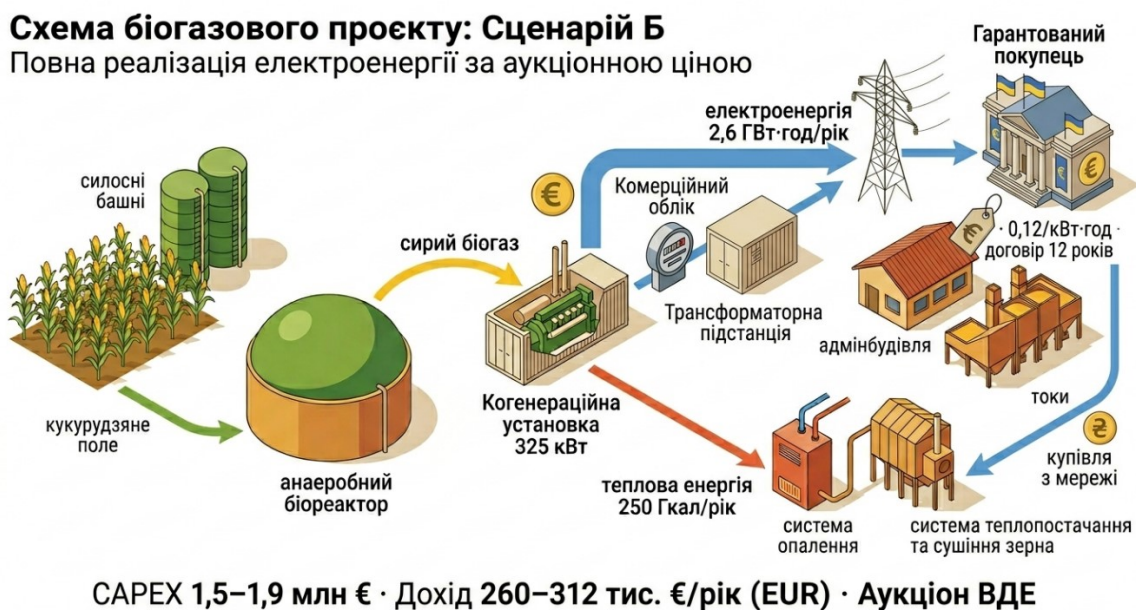 Схема біогазового проєкту: Сценарій Б
Повна реалізація електроенергії за аукціонною ціною
Гарантований
покупець
електроенергія
2,6 ГВт·год/рік
силосні
башні
€
Комерційний
облік
€
€
· 0,12/кВт·год ·
договір 12 років
сирий біогаз
Трансформаторна
підстанція
адмінбудівля
токи
кукурудзяне
поле
анаеробний
біореактор
Когенераційна
установка
325 кВт
теплова енергія
250 Гкал/рік
₴
купівля
з мережі
система
опалення
система теплопостачання
та сушіння зерна
CAPEX 1,5–1,9 млн € · Дохід 260–312 тис. €/рік (EUR) · Аукціон ВДЕ